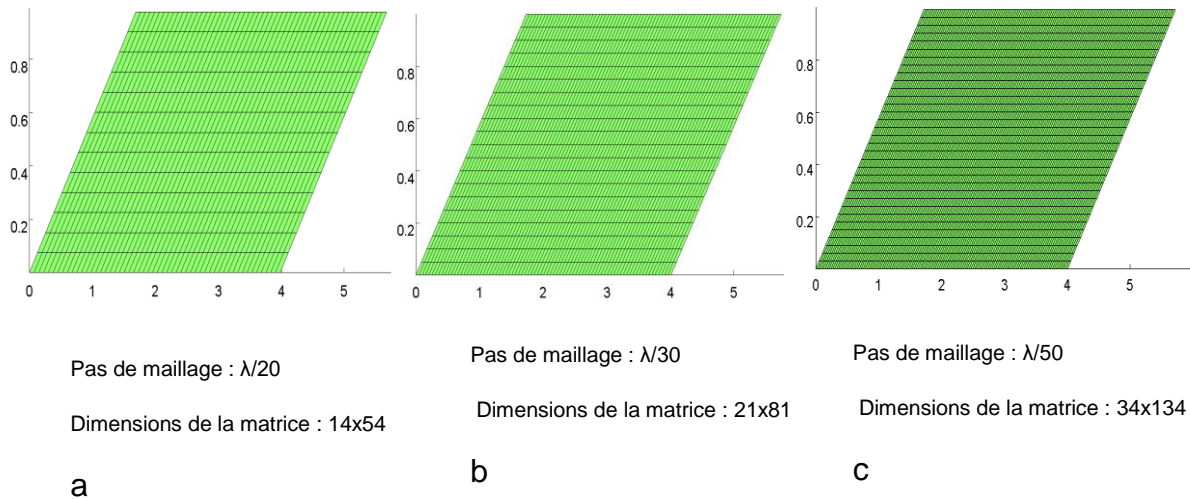 0.8
0.6
0.4
0.2
0 1 2 3 4 5
0.8
0.6
0.4
0.2
0 1 2 3 4 5
0.8
0.6
0.4
0.2
0 1 2 3 4 5
Pas de maillage : λ/20
Dimensions de la matrice : 14x54
a
Pas de maillage : λ/30
Dimensions de la matrice : 21x81
b
Pas de maillage : λ/50
Dimensions de la matrice : 34x134
c